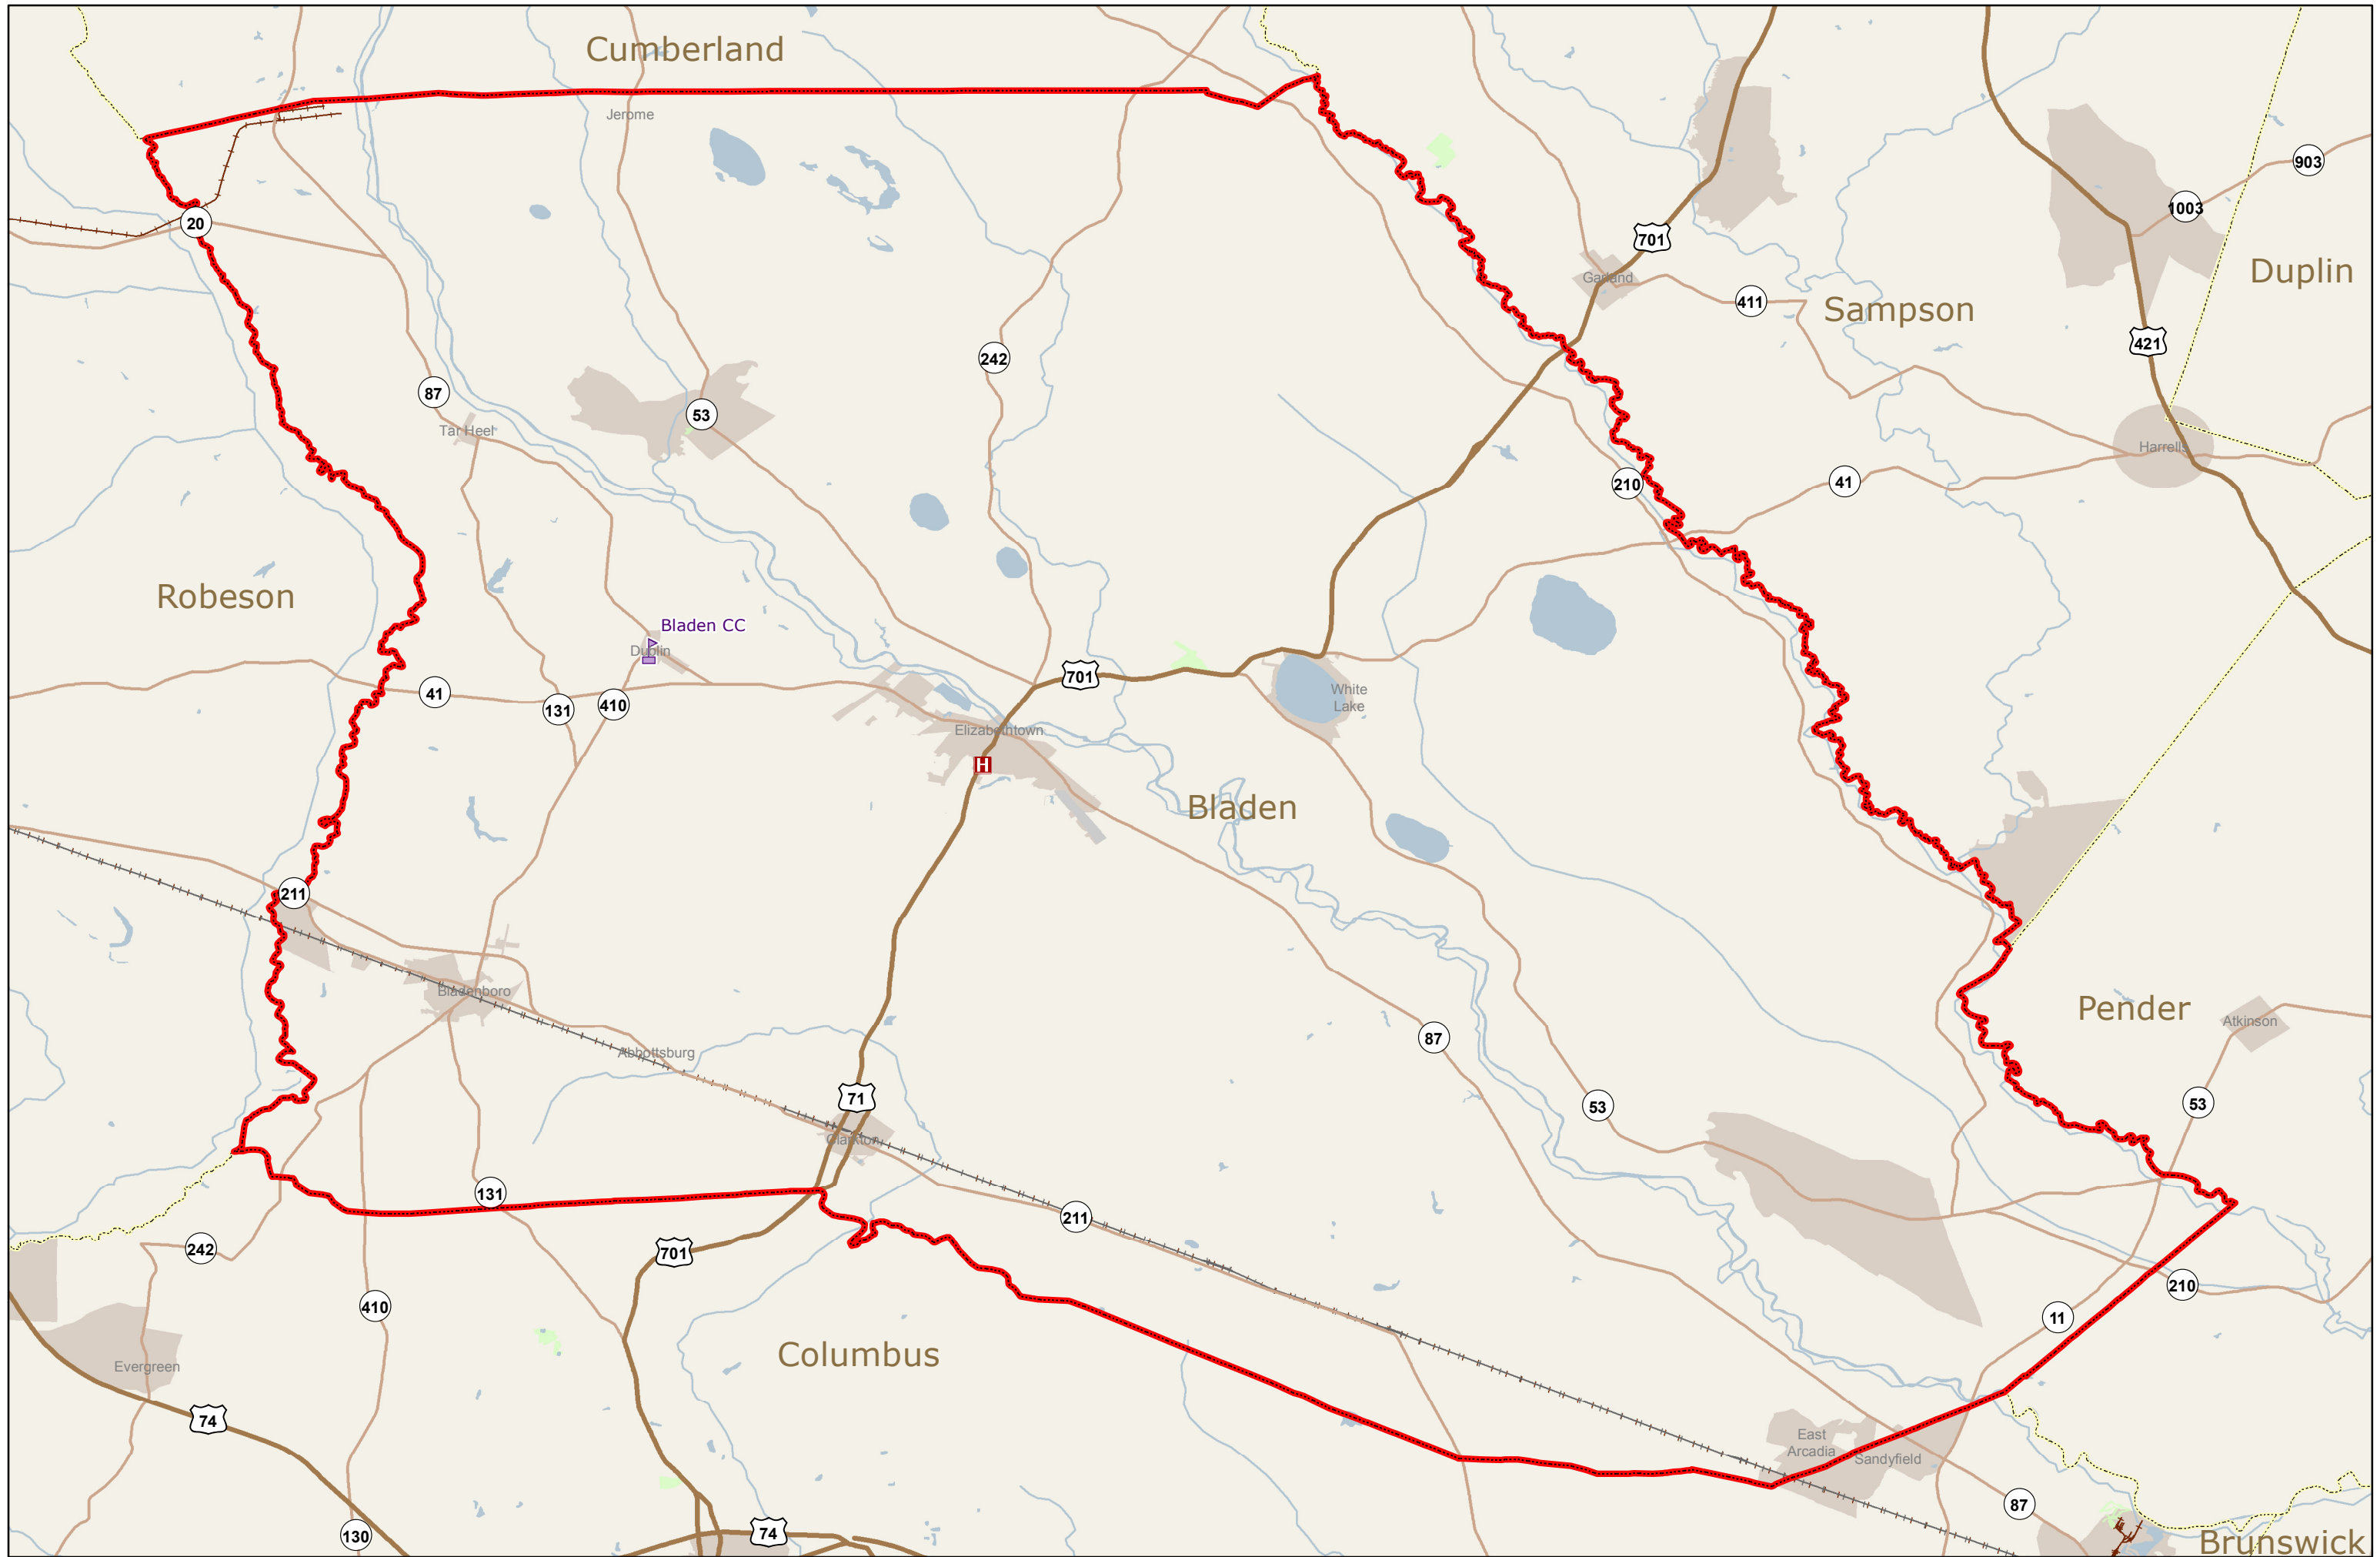 Cumberland
Jerome
903
1003
20
701
Duplin
Garland
411
Sampson
421
242
87
53
Tar Heel
Harrells
210
41
Robeson
Bladen CC
Duplin
701
41
131
410
White
Lake
Elizabethtown
H
Bladen
211
Bladenboro
Pender
Atkinson
87
Abbottsburg
71
53
53
Clarkton
131
211
242
701
210
410
11
Columbus
Evergreen
74
East
Arcadia
Sandyfield
87
130
74
Brunswick